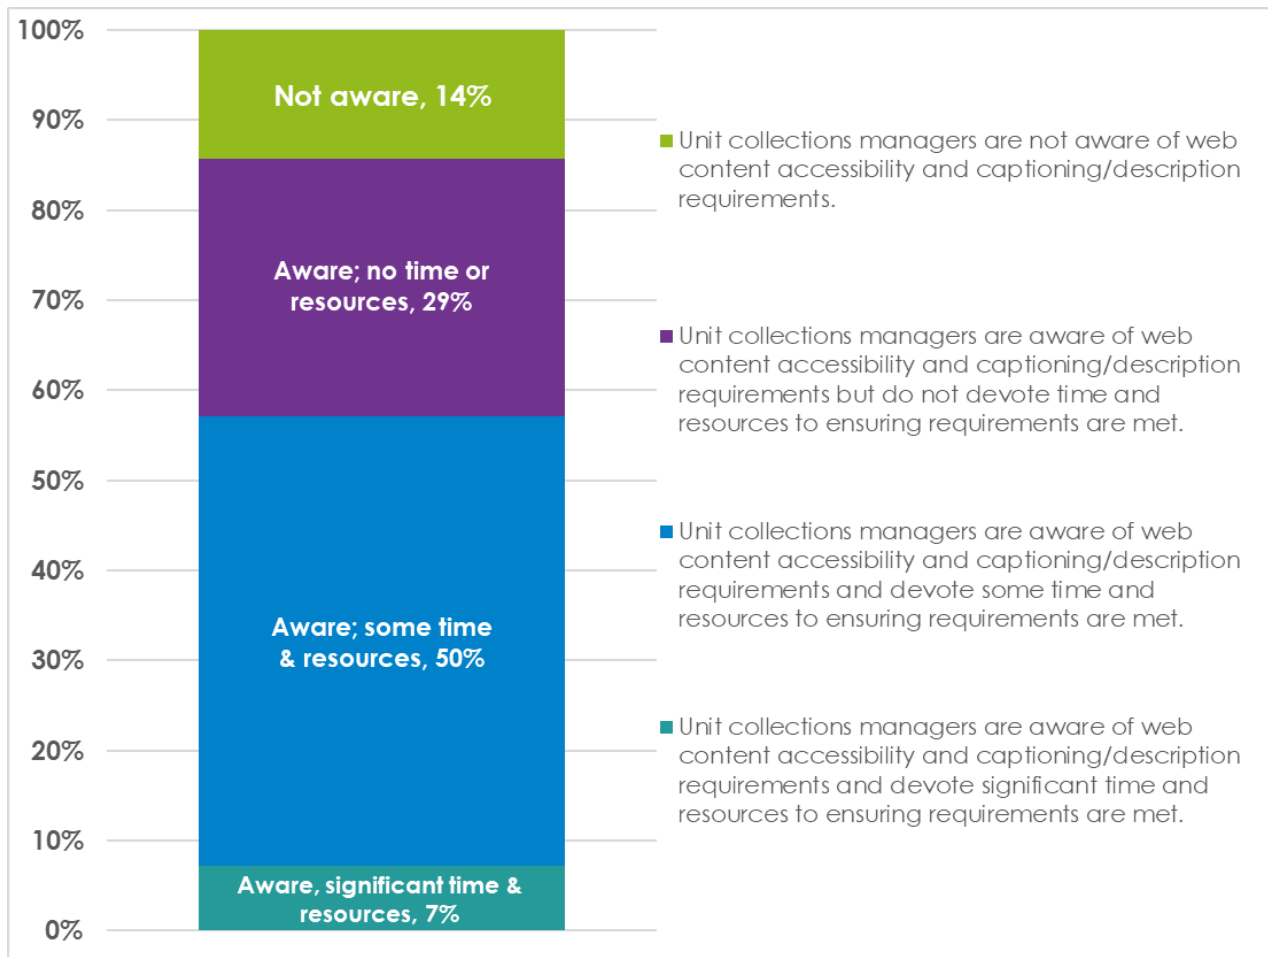 100%
90%
80%
70%
60%
50%
40%
30%
20%
10%
0%
Not aware, 14%
Aware; no time or
resources, 29%
Aware; some time
& resources, 50%
Aware, significant time &
resources, 7%
Unit collections managers are not aware of web
content accessibility and captioning/description
requirements.
Unit collections managers are aware of web
content accessibility and captioning/description
requirements but do not devote time and
resources to ensuring requirements are met.
Unit collections managers are aware of web
content accessibility and captioning/description
requirements and devote some time and
resources to ensuring requirements are met.
Unit collections managers are aware of web
content accessibility and captioning/description
requirements and devote significant time and
resources to ensuring requirements are met.